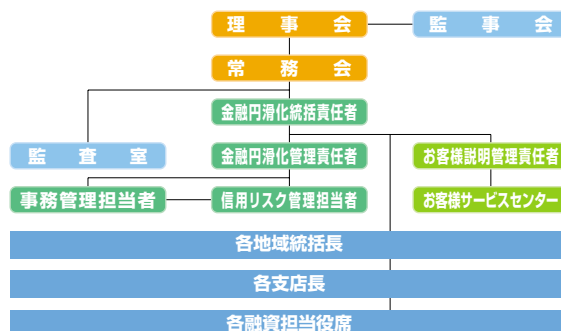 理事会
監事会
常務会
金融円滑化統括責任者
監査室
金融円滑化管理責任者
お客様説明管理責任者
事務管理担当者
信用リスク管理担当者
お客様サービスセンター
各地域統括長
各支店長
各融資担当役席